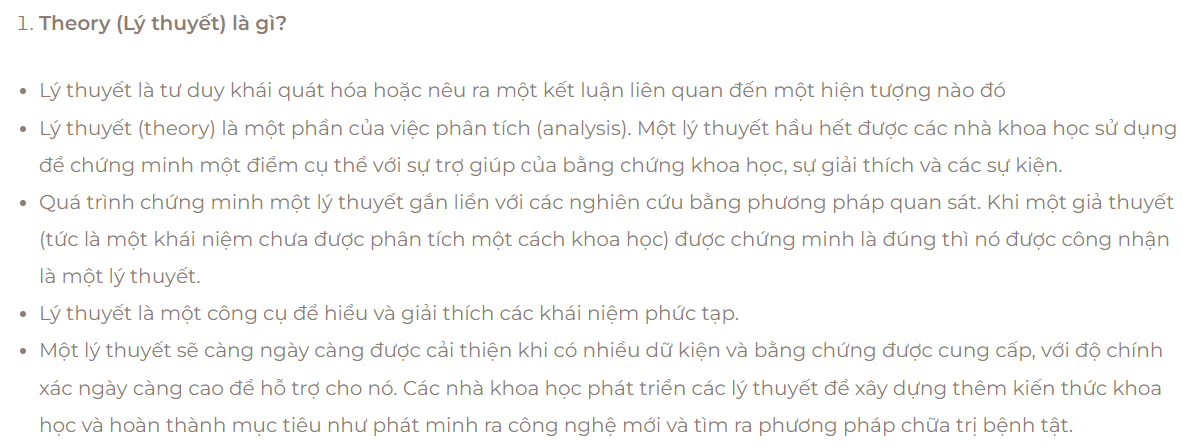 1. Theory (Lý thuyết) là gì?
• Lý thuyết là tư duy khái quát hóa hoặc nêu ra một kết luận liên quan đến một hiện tượng nào đó
• Lý thuyết (theory) là một phần của việc phân tích (analysis). Một lý thuyết hầu hết được các nhà khoa học sử dụng
để chứng minh một điểm cụ thể với sự trợ giúp của bằng chứng khoa học, sự giải thích và các sự kiện.
• Quá trình chứng minh một lý thuyết gắn liền với các nghiên cứu bằng phương pháp quan sát. Khi một giả thuyết
(tức là một khái niệm chưa được phân tích một cách khoa học) được chứng minh là đúng thì nó được công nhận
là một lý thuyết.
• Lý thuyết là một công cụ để hiểu và giải thích các khái niệm phức tạp.
• Một lý thuyết sẽ càng ngày càng được cải thiện khi có nhiều dữ kiện và bằng chứng được cung cấp, với độ chính
xác ngày càng cao để hỗ trợ cho nó. Các nhà khoa học phát triển các lý thuyết để xây dựng thêm kiến thức khoa
học và hoàn thành mục tiêu như phát minh ra công nghệ mới và tìm ra phương pháp chữa trị bệnh tật.